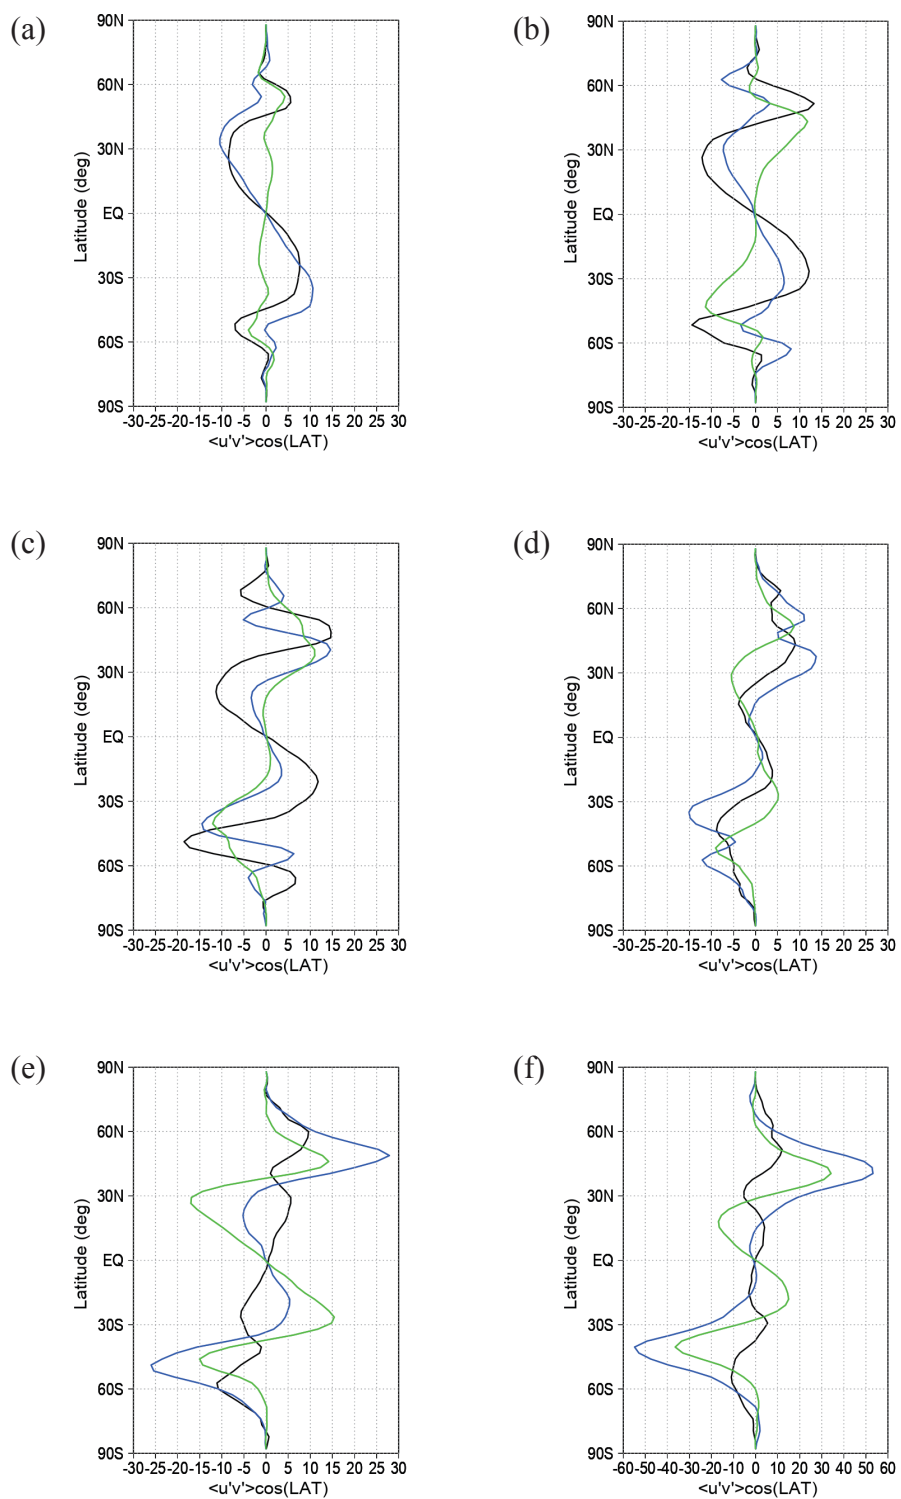 (a)
90N
60N
30N
EQ
30S
60S
90S
Latitude (deg)
-30 -25 -20 -15 -10 -5 0 5 10 15 20 25 30
<u'v'>cos(LAT)
(b)
90N
60N
30N
EQ
30S
60S
90S
Latitude (deg)
-30 -25 -20 -15 -10 -5 0 5 10 15 20 25 30
<u'v'>cos(LAT)
(c)
90N
60N
30N
EQ
30S
60S
90S
Latitude (deg)
-30 -25 -20 -15 -10 -5 0 5 10 15 20 25 30
<u'v'>cos(LAT)
(d)
90N
60N
30N
EQ
30S
60S
90S
Latitude (deg)
-30 -25 -20 -15 -10 -5 0 5 10 15 20 25 30
<u'v'>cos(LAT)
(e)
90N
60N
30N
EQ
30S
60S
90S
Latitude (deg)
-30 -25 -20 -15 -10 -5 0 5 10 15 20 25 30
<u'v'>cos(LAT)
(f)
90N
60N
30N
EQ
30S
60S
90S
Latitude (deg)
-60 -50 -40 -30 -20 -10 0 10 20 30 40 50 60
<u'v'>cos(LAT)